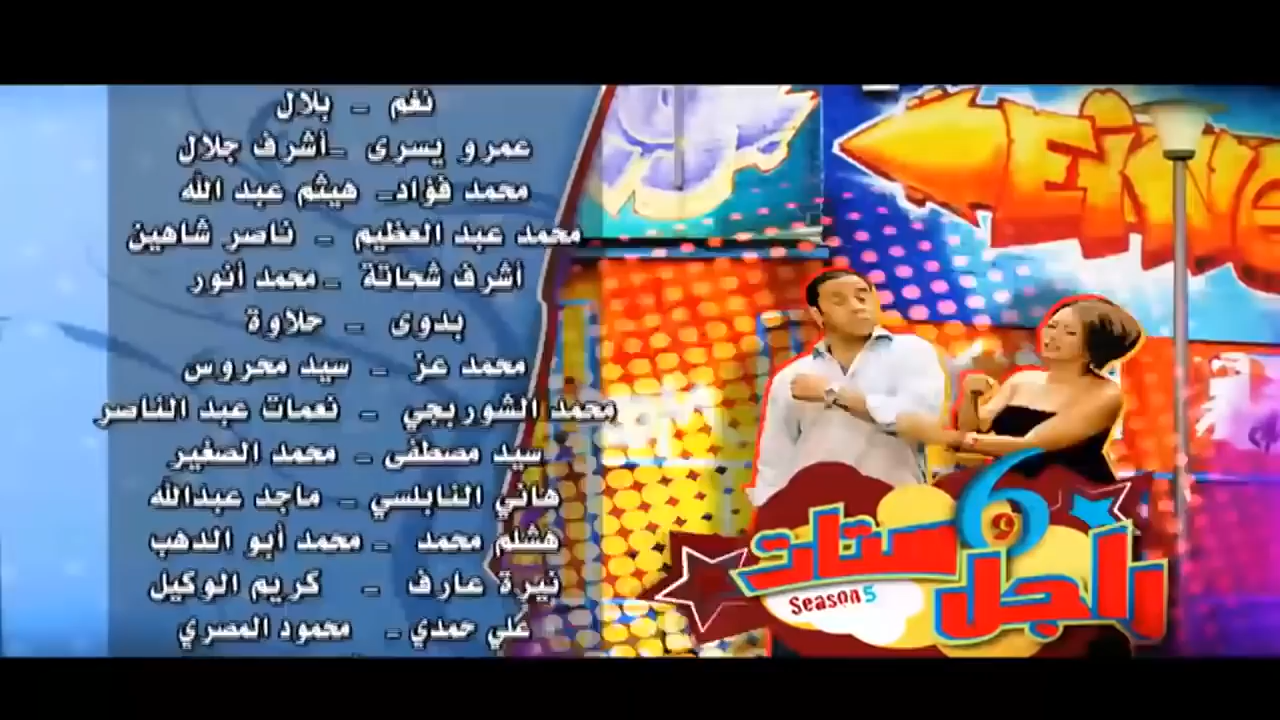 نغم - بلال
عمرو يسرى - أشرف جلال
محمد فؤاد - هيثم عبد الله
محمد عبد العظيم - ناصر شاهين
أشرف شحاتة - محمد أنور
بدوى - حلاوة
محمد عز - سيد محروس
محمد الشوربجي - نعمات عبد الناصر
سيد مصطفى - محمد الصغير
هاني النابلسي - ماجد عبدالله
هشلم محمد - محمد أبو الدهب
نيرة عارف - كريم الوكيل
علي حمدي - محمود المصري
راجل و 6 ستات
Season 5